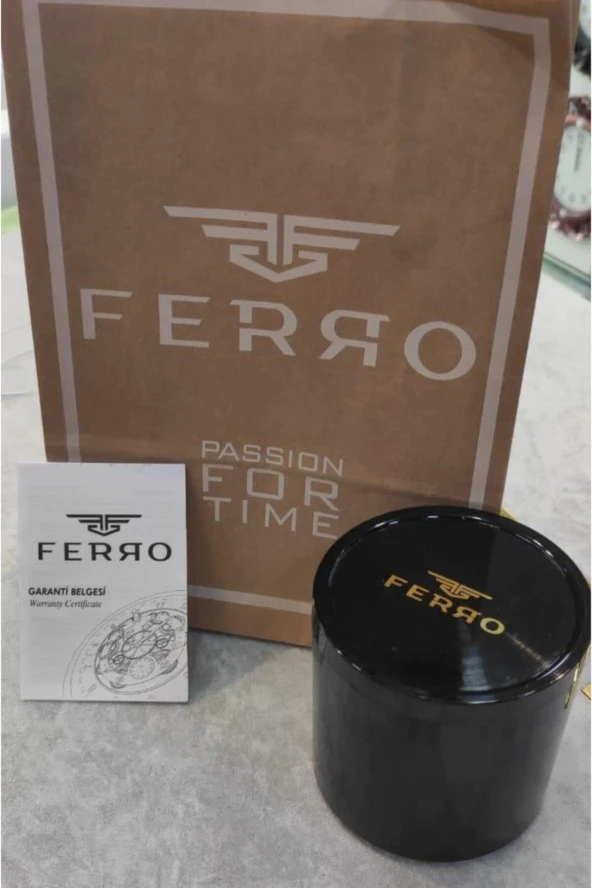 FERRO
PASSION
FOR
TIME
FERRO
GARANTİ BELGESİ
Warranty Certificate
FERRO